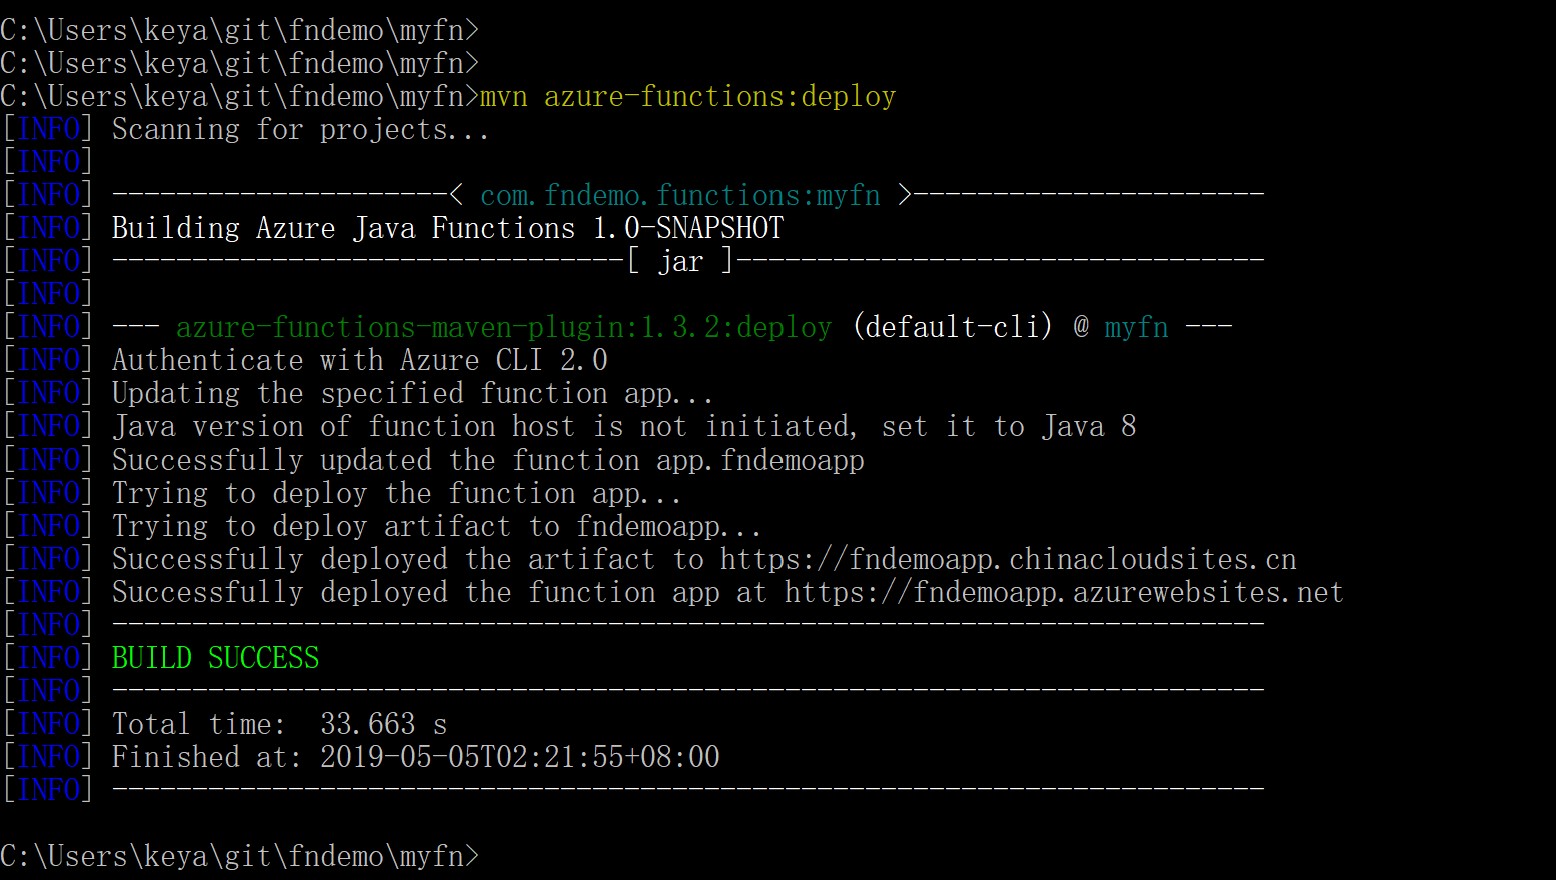 C:\Users\keya\git\fndemo\myfn>
C:\Users\keya\git\fndemo\myfn>
C:\Users\keya\git\fndemo\myfn>mvn azure-functions:deploy
[INFO] Scanning for projects...
[INFO]
[INFO] ---------------------< com.fndemo.functions:myfn >----------------------
[INFO] Building Azure Java Functions 1.0-SNAPSHOT
[INFO] --------------------------------[ jar ]---------------------------------
[INFO]
[INFO] --- azure-functions-maven-plugin:1.3.2:deploy (default-cli) @ myfn ---
[INFO] Authenticate with Azure CLI 2.0
[INFO] Updating the specified function app...
[INFO] Java version of function host is not initiated, set it to Java 8
[INFO] Successfully updated the function app.fndemoapp
[INFO] Trying to deploy the function app...
[INFO] Trying to deploy artifact to fndemoapp...
[INFO] Successfully deployed the artifact to https://fndemoapp.chinacloudsites.cn
[INFO] Successfully deployed the function app at https://fndemoapp.azurewebsites.net
[INFO] ------------------------------------------------------------------------
[INFO] BUILD SUCCESS
[INFO] ------------------------------------------------------------------------
[INFO] Total time:  33.663 s
[INFO] Finished at: 2019-05-05T02:21:55+08:00
[INFO] ------------------------------------------------------------------------
C:\Users\keya\git\fndemo\myfn>